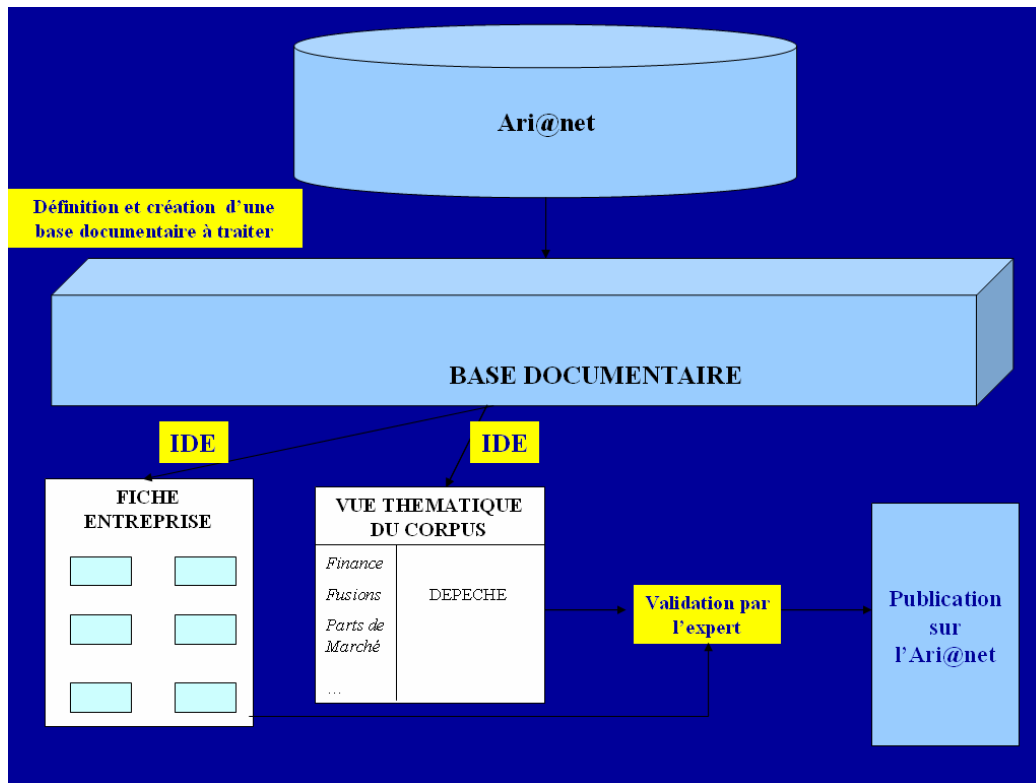 Ari@net
Définition et création d'une
base documentaire à traiter
BASE DOCUMENTAIRE
IDE
IDE
FICHE
ENTREPRISE
VUE THEMATIQUE
DU CORPUS
Finance
Fusions
DEPECHE
Parts de
Marché
...
Validation par
l'expert
Publication
sur
l'Ari@net